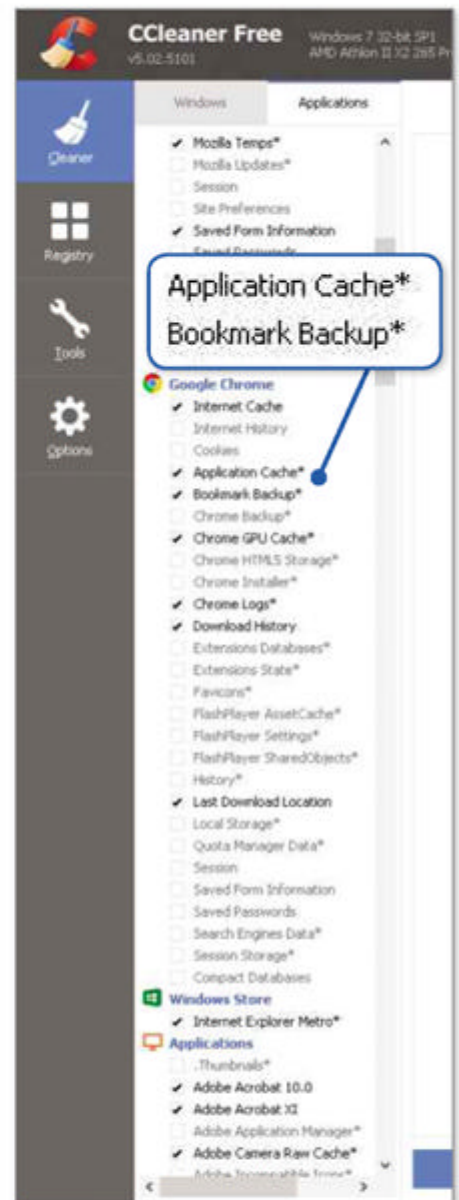 CCleaner Free
Windows 7 32-bit SP1
v5.02.5101
AMD Athlon II X2 265 Pr
Windows
Applications
Cleaner
Registry
Tools
Options
Mozilla Temps*
Mozilla Updates*
Session
Site Preferences
Saved Form Information
Saved Passwords
Application Cache*
Bookmark Backup*
Google Chrome
Internet Cache
Internet History
Cookies
Application Cache*
Bookmark Backup*
Chrome Backup*
Chrome GPU Cache*
Chrome HTML5 Storage*
Chrome Installer*
Chrome Logs*
Download History
Extensions Databases*
Extensions State*
Favicons*
FlashPlayer AssetCache*
FlashPlayer Settings*
FlashPlayer SharedObjects*
History*
Last Download Location
Local Storage*
Quota Manager Data*
Session
Saved Form Information
Saved Passwords
Search Engines Data*
Session Storage*
Compact Databases
Windows Store
Internet Explorer Metro*
Applications
.Thumbnails*
Adobe Acrobat 10.0
Adobe Acrobat XI
Adobe Application Manager*
Adobe Camera Raw Cache*
Adobe Incompatible Icons*